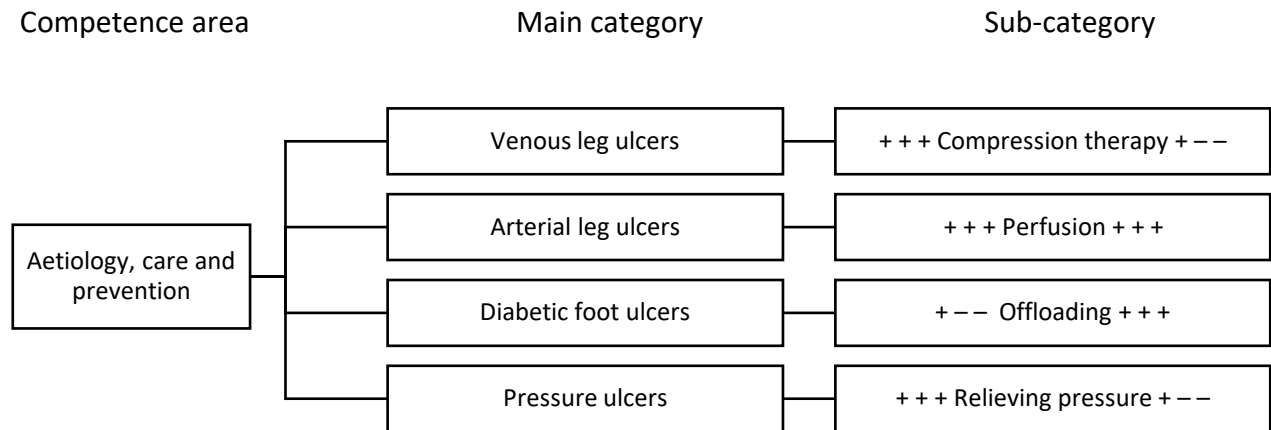 Competence area
Main category
Sub-category
Venous leg ulcers
+ + + Compression therapy + – –
Arterial leg ulcers
+ + + Perfusion + + +
Aetiology, care and
prevention
Diabetic foot ulcers
+ – – Offloading + + +
Pressure ulcers
+ + + Relieving pressure + – –